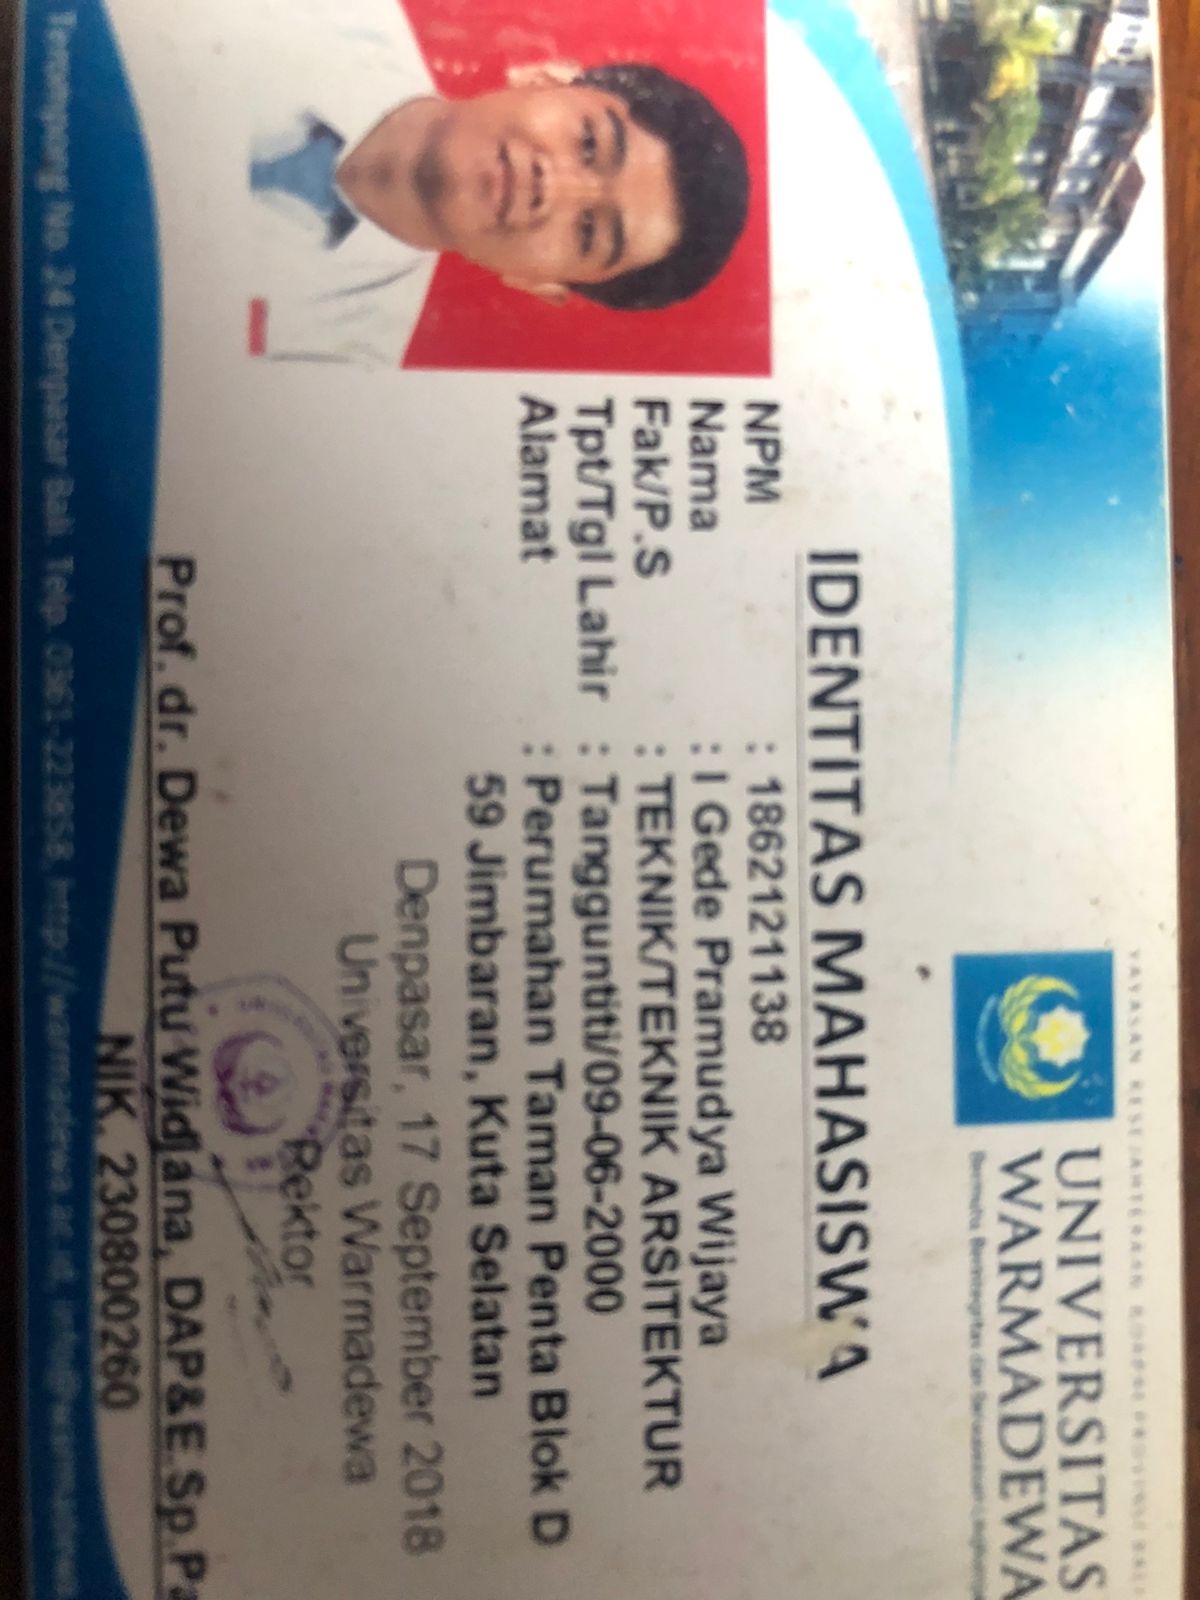 YAYASAN KESEJAHTERAAN KORPRI PROPINSI BALI
UNIVERSITAS
WARMADEWA
IDENTITAS MAHASISWA
NPM : 1862121138
Nama : I Gede Pramudya Wijaya
Fak/P.S : TEKNIK/TEKNIK ARSITEKTUR
Tpt/Tgl Lahir : Tangguntiti/09-06-2000
Alamat : Perumahan Taman Penta Blok D
59 Jimbaran, Kuta Selatan
Denpasar, 17 September 2018
Universitas Warmadewa
Rektor
Prof. dr. Dewa Putu Widjana, DAP&E.Sp.Pa
NIK. 230800260
Terompong No. 24 Denpasar Bali. Telp. 0361-223858, http://warmadewa.ac.id,